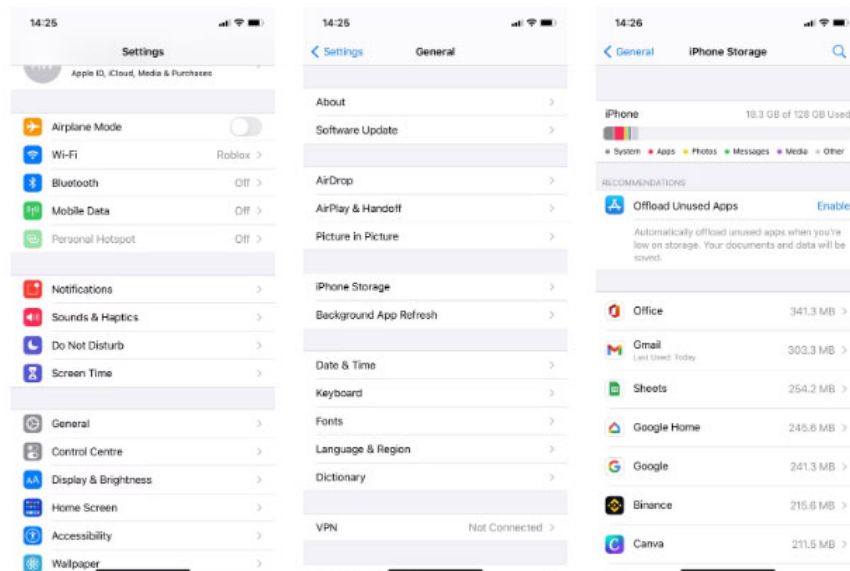 14:25
Settings
Apple ID, iCloud, Media & Purchases
Airplane Mode
Wi-Fi Roblox
Bluetooth Off
Mobile Data Off
Personal Hotspot Off
Notifications
Sounds & Haptics
Do Not Disturb
Screen Time
General
Control Centre
AA Display & Brightness
Home Screen
Accessibility
Wallpaper
14:25
Settings General
About
Software Update
AirDrop
AirPlay & Handoff
Picture in Picture
iPhone Storage
Background App Refresh
Date & Time
Keyboard
Fonts
Language & Region
Dictionary
VPN Not Connected
14:26
General iPhone Storage
iPhone 18.3 GB of 128 GB Used
System Apps Photos Messages Media Other
RECOMMENDATIONS
Offload Unused Apps Enable
Automatically offload unused apps when you're
low on storage. Your documents and data will be
saved.
Office 341.3 MB
Gmail 303.3 MB
Last Used: Today
Sheets 254.2 MB
Google Home 245.6 MB
G Google 241.3 MB
Binance 215.6 MB
C Canva 211.5 MB